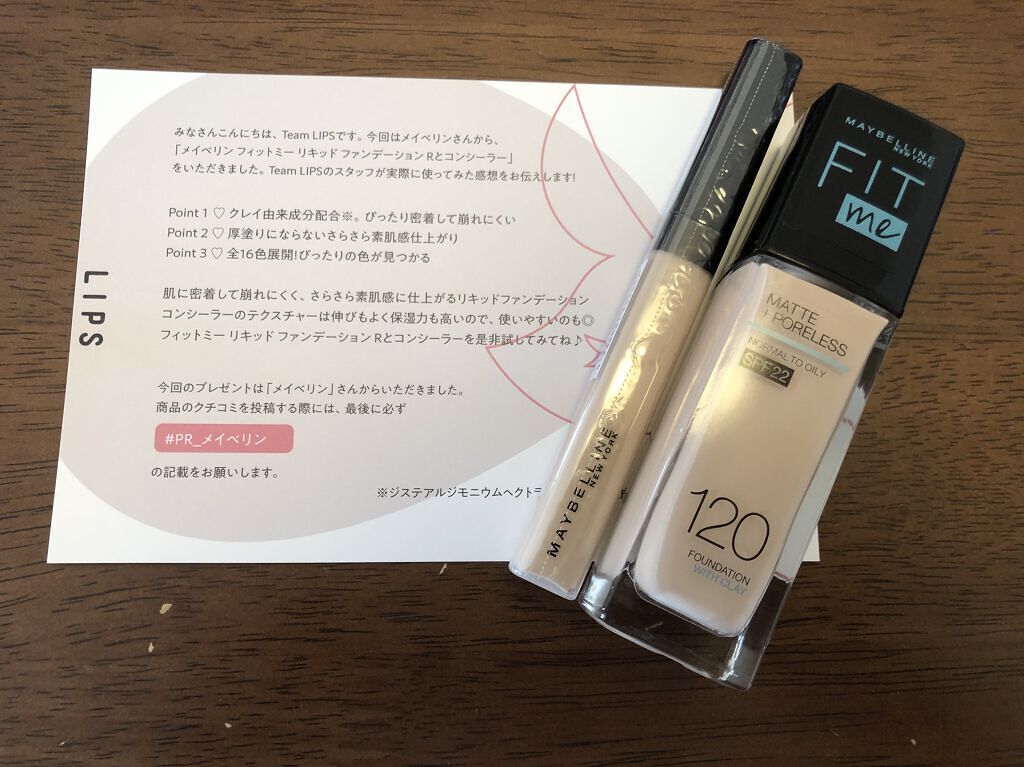 みなさんこんにちは、Team LIPSです。今回はメイベリンさんから、
「メイベリン フィットミー リキッド ファンデーション Rとコンシーラー」
をいただきました。Team LIPSのスタッフが実際に使ってみた感想をお伝えします!
Point 1 ♡ クレイ由来成分配合※。ぴったり密着して崩れにくい
Point 2 ♡ 厚塗りにならないさらさら素肌感仕上がり
Point 3 ♡ 全16色展開!ぴったりの色が見つかる
LIPS
肌に密着して崩れにくく、さらさら素肌感に仕上がるリキッドファンデーション
コンシーラーのテクスチャーは伸びもよく保湿力も高いので、使いやすいのも◎
フィットミー リキッド ファンデーション Rとコンシーラーを是非試してみてね♪
今回のプレゼントは「メイベリン」さんからいただきました。
商品のクチコミを投稿する際には、最後に必ず
#PR_メイベリン
の記載をお願いします。
※ジステアルジモニウムヘクトラ
MAYBELLINE
NEW YORK
MAYBELLINE
NEW YORK
FIT
me
MATTE
+ PORELESS
NORMAL TO OILY
SPF 22
120
FOUNDATION
WITH CLAY